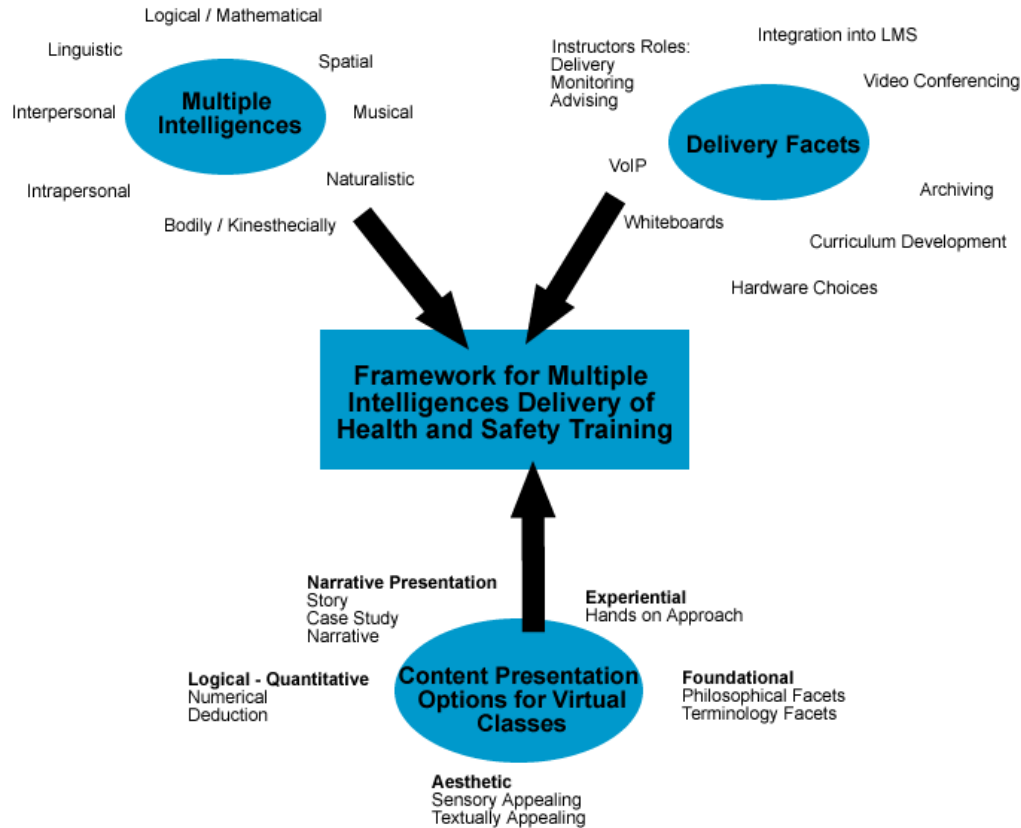 Logical / Mathematical
Linguistic
Spatial
Multiple
Intelligences
Interpersonal
Musical
Intrapersonal
Naturalistic
Bodily / Kinesthecially
Integration into LMS
Instructors Roles:
Delivery
Monitoring
Advising
Video Conferencing
Delivery Facets
VoIP
Archiving
Whiteboards
Curriculum Development
Hardware Choices
Framework for Multiple
Intelligences Delivery of
Health and Safety Training
Narrative Presentation
Story
Case Study
Narrative
Experiential
Hands on Approach
Logical - Quantitative
Numerical
Deduction
Content Presentation
Options for Virtual
Classes
Foundational
Philosophical Facets
Terminology Facets
Aesthetic
Sensory Appealing
Textually Appealing